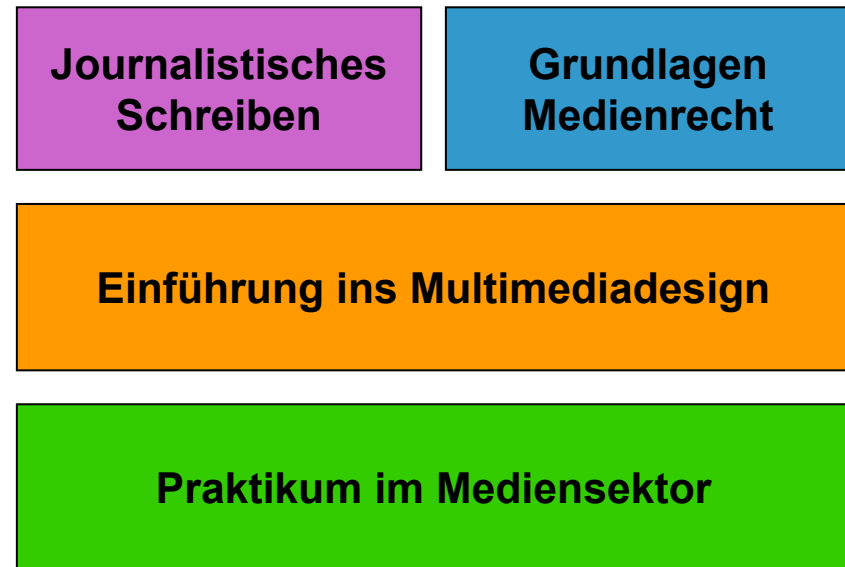 Journalistisches
Schreiben
Grundlagen
Medienrecht
Einführung ins Multimediadesign
Praktikum im Mediensektor